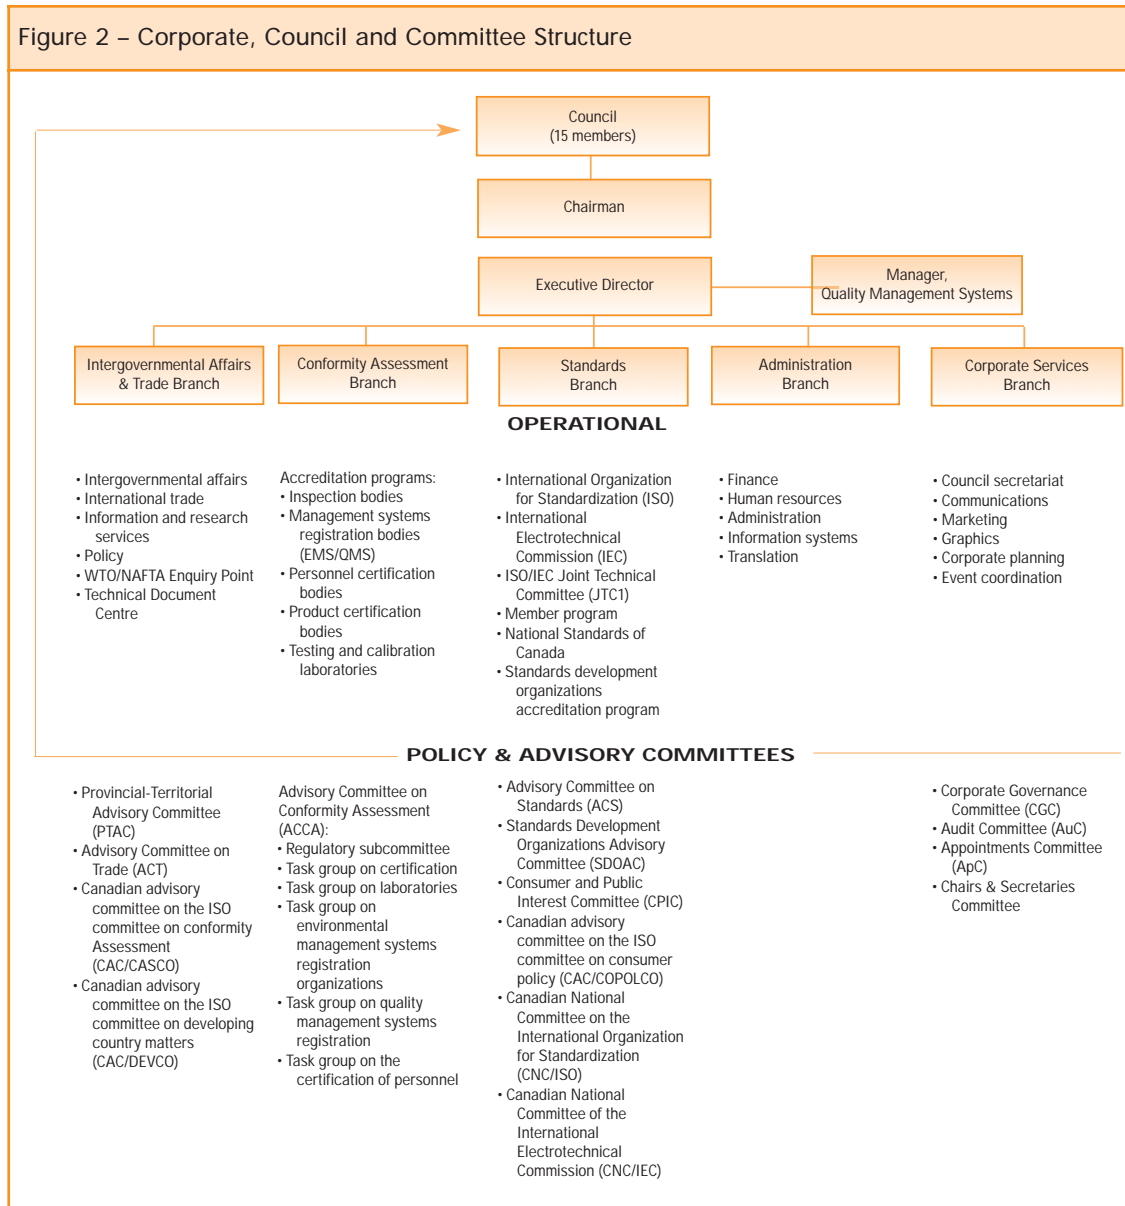 Figure 2 – Corporate, Council and Committee Structure
Council
(15 members)
Chairman
Executive Director
Manager,
Quality Management Systems
Intergovernmental Affairs
& Trade Branch
Conformity Assessment
Branch
Standards
Branch
Administration
Branch
Corporate Services
Branch
OPERATIONAL
• Intergovernmental affairs
• International trade
• Information and research
services
• Policy
• WTO/NAFTA Enquiry Point
• Technical Document
Centre
Accreditation programs:
• Inspection bodies
• Management systems
registration bodies
(EMS/QMS)
• Personnel certification
bodies
• Product certification
bodies
• Testing and calibration
laboratories
• International Organization
for Standardization (ISO)
• International
Electrotechnical
Commission (IEC)
• ISO/IEC Joint Technical
Committee (JTC1)
• Member program
• National Standards of
Canada
• Standards development
organizations
accreditation program
• Finance
• Human resources
• Administration
• Information systems
• Translation
• Council secretariat
• Communications
• Marketing
• Graphics
• Corporate planning
• Event coordination
POLICY & ADVISORY COMMITTEES
• Provincial-Territorial
Advisory Committee
(PTAC)
• Advisory Committee on
Trade (ACT)
• Canadian advisory
committee on the ISO
committee on conformity
Assessment
(CAC/CASCO)
• Canadian advisory
committee on the ISO
committee on developing
country matters
(CAC/DEVCO)
Advisory Committee on
Conformity Assessment
(ACCA):
• Regulatory subcommittee
• Task group on certification
• Task group on laboratories
• Task group on
environmental
management systems
registration
organizations
• Task group on quality
management systems
registration
• Task group on the
certification of personnel
• Advisory Committee on
Standards (ACS)
• Standards Development
Organizations Advisory
Committee (SDOAC)
• Consumer and Public
Interest Committee (CPIC)
• Canadian advisory
committee on the ISO
committee on consumer
policy (CAC/COPOLCO)
• Canadian National
Committee on the
International Organization
for Standardization
(CNC/ISO)
• Canadian National
Committee of the
International
Electrotechnical
Commission (CNC/IEC)
• Corporate Governance
Committee (CGC)
• Audit Committee (AuC)
• Appointments Committee
(ApC)
• Chairs & Secretaries
Committee